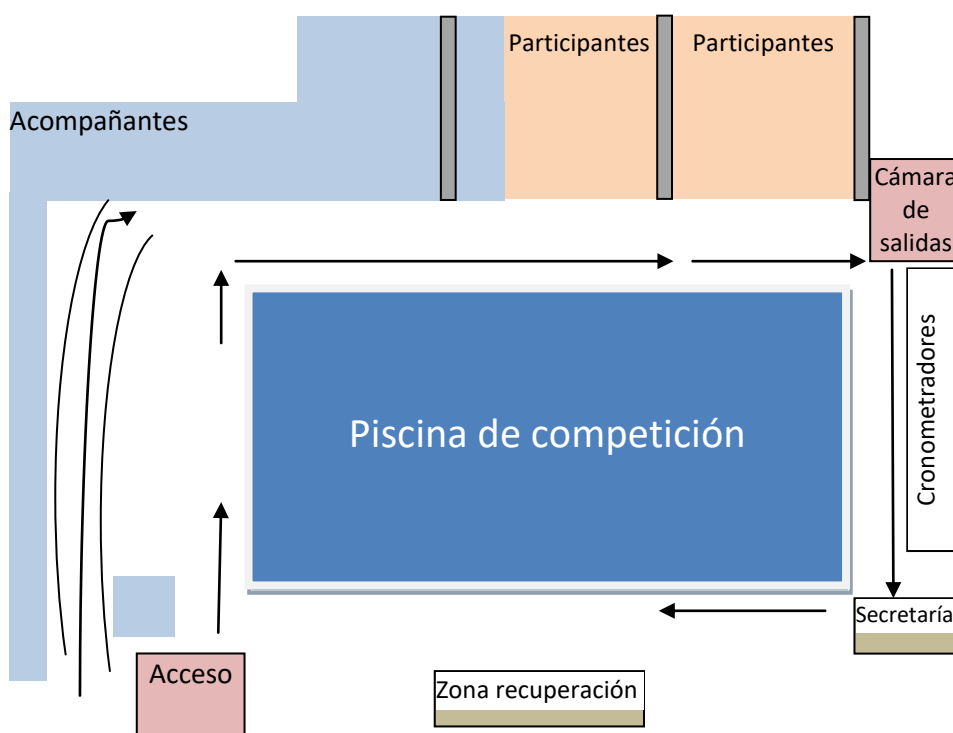 Participantes
Participantes
Acompañantes
Cámara
de
salidas
Cronometradores
Piscina de competición
Secretaría
Acceso
Zona recuperación